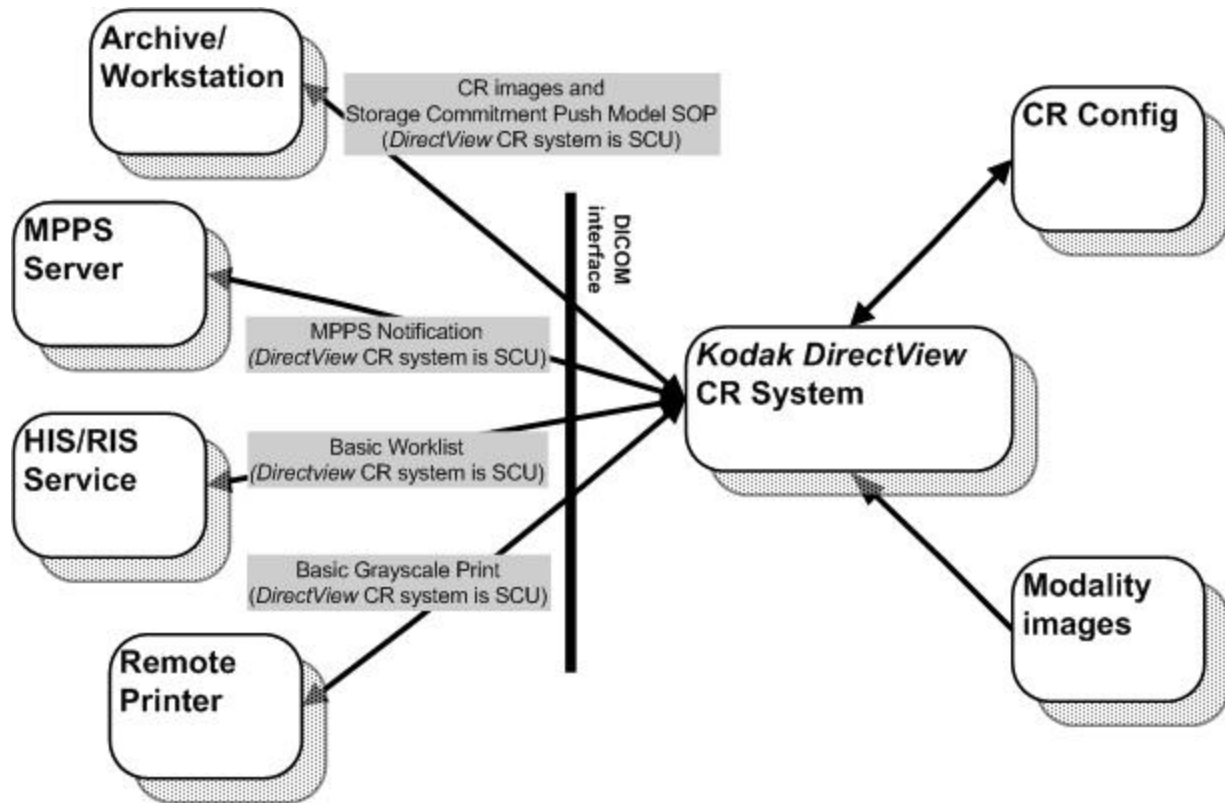 Archive/
Workstation
CR images and
Storage Commitment Push Model SOP
(DirectView CR system is SCU)
CR Config
MPPS
Server
DICOM
interface
MPPS Notification
(DirectView CR system is SCU)
Kodak DirectView
CR System
HIS/RIS
Service
Basic Worklist
(Directview CR system is SCU)
Basic Grayscale Print
(DirectView CR system is SCU)
Modality
images
Remote
Printer